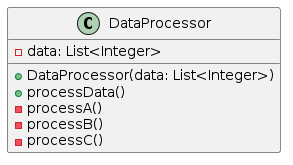 C DataProcessor
data: List<Integer>
DataProcessor(data: List<Integer>)
processData()
processA()
processB()
processC()